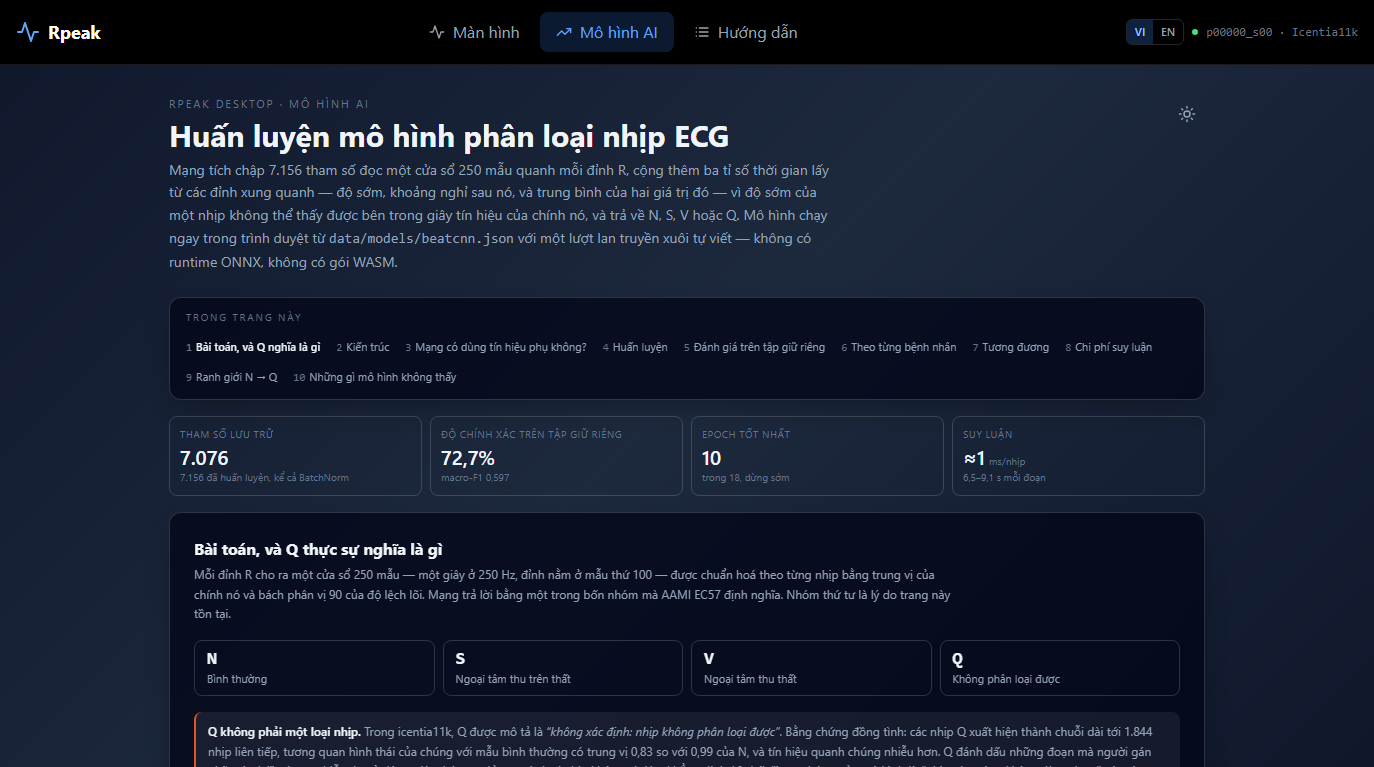 Rpeak
Màn hình
Mô hình AI
Hướng dẫn
VI EN
p00000_s00 · Icentia11k
RPEAK DESKTOP · MÔ HÌNH AI
Huấn luyện mô hình phân loại nhịp ECG
Mạng tích chập 7.156 tham số đọc một cửa sổ 250 mẫu quanh mỗi đỉnh R, cộng thêm ba tỉ số thời gian lấy
từ các đỉnh xung quanh — độ sớm, khoảng nghỉ sau nó, và trung bình của hai giá trị đó — vì độ sớm của
một nhịp không thể thấy được bên trong giây tín hiệu của chính nó, và trả về N, S, V hoặc Q. Mô hình chạy
ngay trong trình duyệt từ data/models/beatcnn.json với một lượt lan truyền xuôi tự viết — không có
runtime ONNX, không có gói WASM.
TRONG TRANG NÀY
1 Bài toán, và Q nghĩa là gì 2 Kiến trúc 3 Mạng có dùng tín hiệu phụ không? 4 Huấn luyện 5 Đánh giá trên tập giữ riêng 6 Theo từng bệnh nhân 7 Tương đương 8 Chi phí suy luận
9 Ranh giới N → Q 10 Những gì mô hình không thấy
THAM SỐ LƯU TRỮ
7.076
7.156 đã huấn luyện, kể cả BatchNorm
ĐỘ CHÍNH XÁC TRÊN TẬP GIỮ RIÊNG
72,7%
macro-F1 0,597
EPOCH TỐT NHẤT
10
trong 18, dừng sớm
SUY LUẬN
≈1 ms/nhịp
6,5–9,1 s mỗi đoạn
Bài toán, và Q thực sự nghĩa là gì
Mỗi đỉnh R cho ra một cửa sổ 250 mẫu — một giây ở 250 Hz, đỉnh nằm ở mẫu thứ 100 — được chuẩn hoá theo từng nhịp bằng trung vị của
chính nó và bách phân vị 90 của độ lệch lõi. Mạng trả lời bằng một trong bốn nhóm mà AAMI EC57 định nghĩa. Nhóm thứ tư là lý do trang này
tồn tại.
N
Bình thường
S
Ngoại tâm thu trên thất
V
Ngoại tâm thu thất
Q
Không phân loại được
Q không phải một loại nhịp. Trong icentia11k, Q được mô tả là "không xác định: nhịp không phân loại được". Bằng chứng đồng tình: các nhịp Q xuất hiện thành chuỗi dài tới 1.844
nhịp liên tiếp, tương quan hình thái của chúng với mẫu bình thường có trung vị 0,83 so với 0,99 của N, và tín hiệu quanh chúng nhiễu hơn. Q đánh dấu những đoạn mà người gán